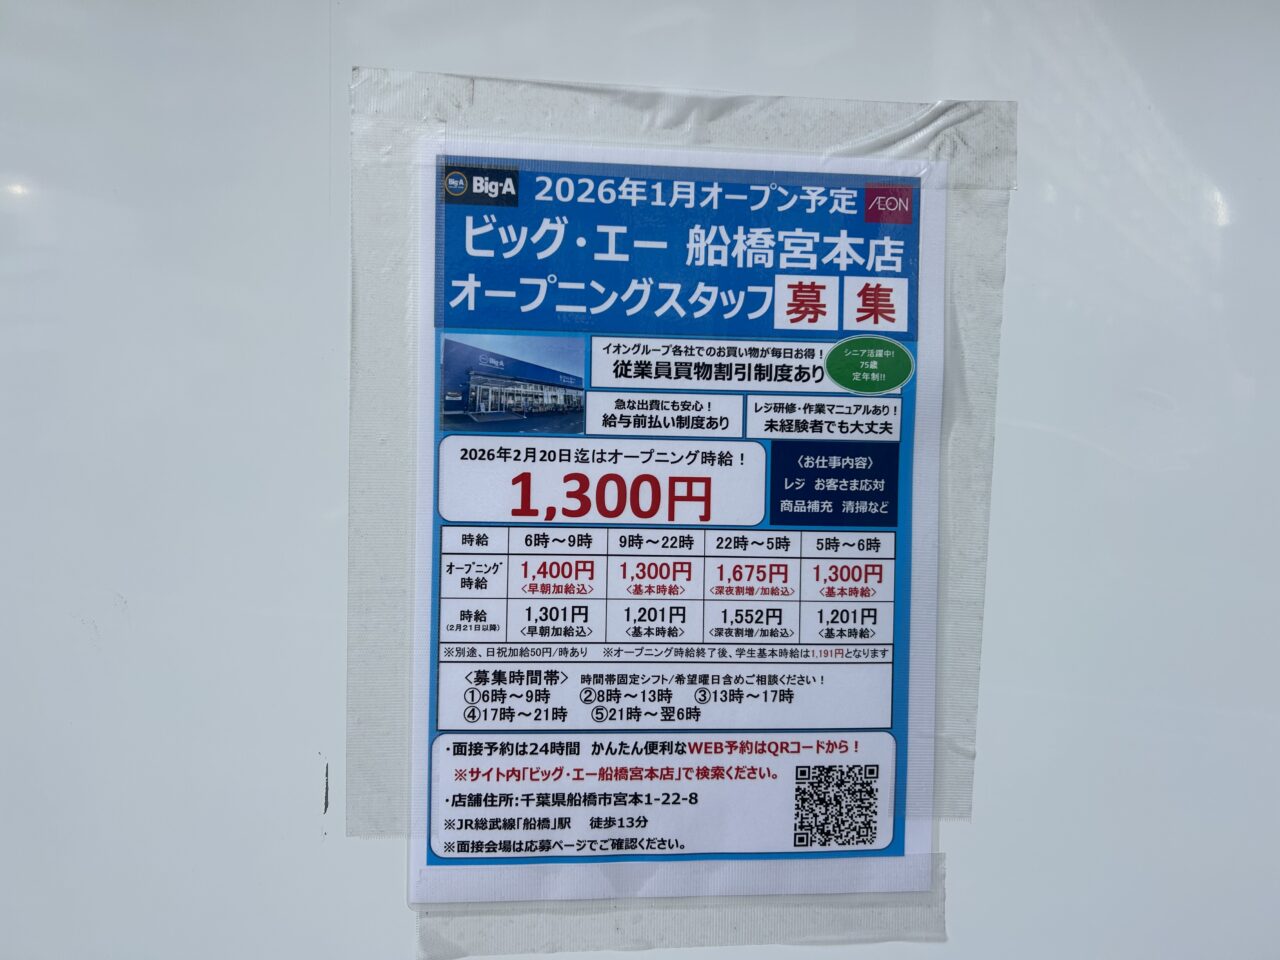 Big-A 2026年1月オープン予定 ÆON
ビッグ・エー 船橋宮本店
オープニングスタッフ募集
Big-A
イオングループ各社でのお買い物が毎日お得！
従業員買物割引制度あり
シニア活躍中!
75歳
定年制!!
急な出費にも安心！
給与前払い制度あり
レジ研修・作業マニュアルあり！
未経験者でも大丈夫
2026年2月20日迄はオープニング時給！
1,300円
〈お仕事内容〉
レジ お客さま応対
商品補充 清掃など
時給 6時～9時 9時～22時 22時～5時 5時～6時
オープニング時給 1,400円 1,300円 1,675円 1,300円
<早朝加給込> <基本時給> <深夜割増/加給込> <基本時給>
時給 1,301円 1,201円 1,552円 1,201円
(2月21日以降) <早朝加給込> <基本時給> <深夜割増/加給込> <基本時給>
※別途、日祝加給50円/時あり ※オープニング時給終了後、学生基本時給は1,191円となります
〈募集時間帯〉 時間帯固定シフト/希望曜日含めご相談ください！
①6時～9時 ②8時～13時 ③13時～17時
④17時～21時 ⑤21時～翌6時
・面接予約は24時間 かんたん便利なWEB予約はQRコードから！
※サイト内｢ビッグ・エー船橋宮本店｣で検索ください。
・店舗住所:千葉県船橋市宮本1-22-8
※JR総武線｢船橋｣駅 徒歩13分
※面接会場は応募ページでご確認ください。